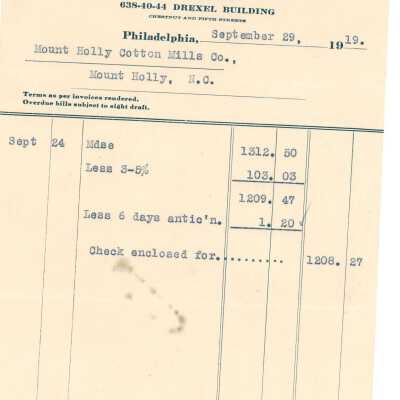 638-40-44 DREXEL BUILDING
CHESTNUT AND FIFTH STREETS
Philadelphia, September 29, 1919.
Mount Holly Cotton Mills Co.,
Mount Holly, N.C.
Terms as per invoices rendered.
Overdue bills subject to sight draft.
Sept 24 Mdse 1312. 50
Less 3-5% 103. 03
1209. 47
Less 6 days antic'n. 1. 20 ✓
Check enclosed for.......... 1208. 27